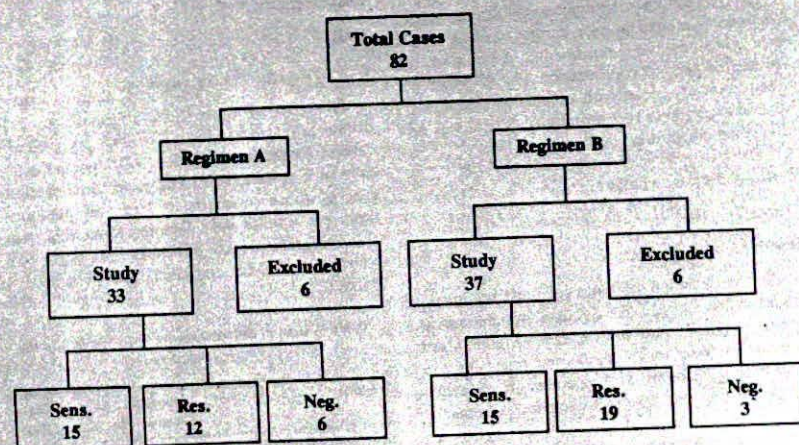 Total Cases
82
Regimen A
Regimen B
Study
33
Excluded
6
Study
37
Excluded
6
Sens.
15
Res.
12
Neg.
6
Sens.
15
Res.
19
Neg.
3